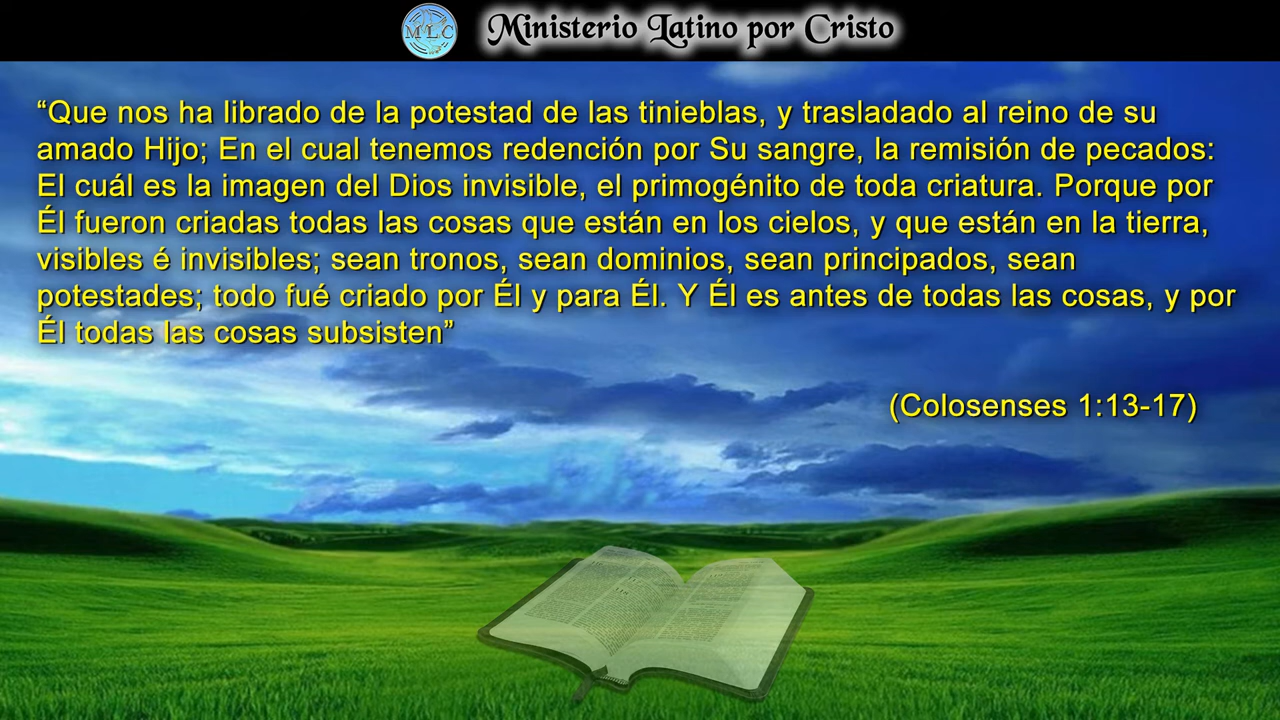 MLC
Ministerio Latino por Cristo
“Que nos ha librado de la potestad de las tinieblas, y trasladado al reino de su
amado Hijo; En el cual tenemos redención por Su sangre, la remisión de pecados:
El cuál es la imagen del Dios invisible, el primogénito de toda criatura. Porque por
Él fueron criadas todas las cosas que están en los cielos, y que están en la tierra,
visibles é invisibles; sean tronos, sean dominios, sean principados, sean
potestades; todo fué criado por Él y para Él. Y Él es antes de todas las cosas, y por
Él todas las cosas subsisten”
(Colosenses 1:13-17)